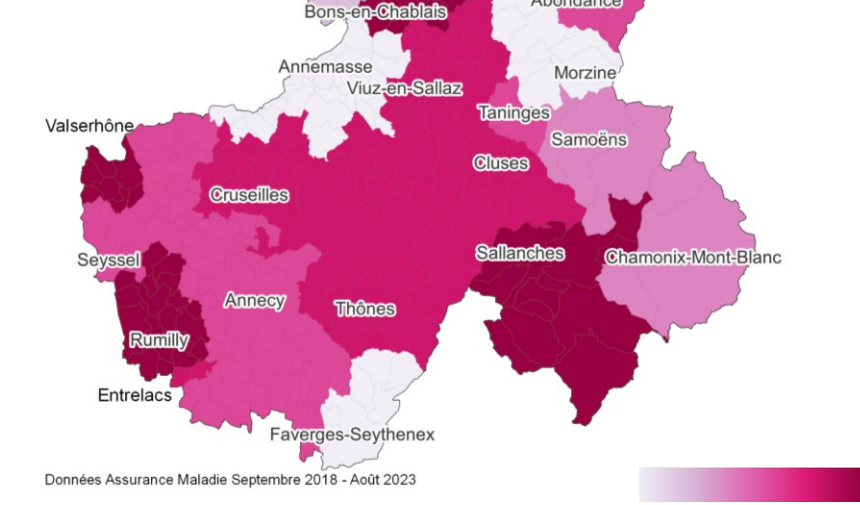 Abondance
Bons-en-Chablais
Annemasse
Morzine
Viuz-en-Sallaz
Taninges
Valserhône
Samoëns
Cluses
Cruseilles
Sallanches
Chamonix-Mont-Blanc
Seyssel
Annecy
Thônes
Rumilly
Entrelacs
Faverges-Seythenex
Données Assurance Maladie Septembre 2018 - Août 2023